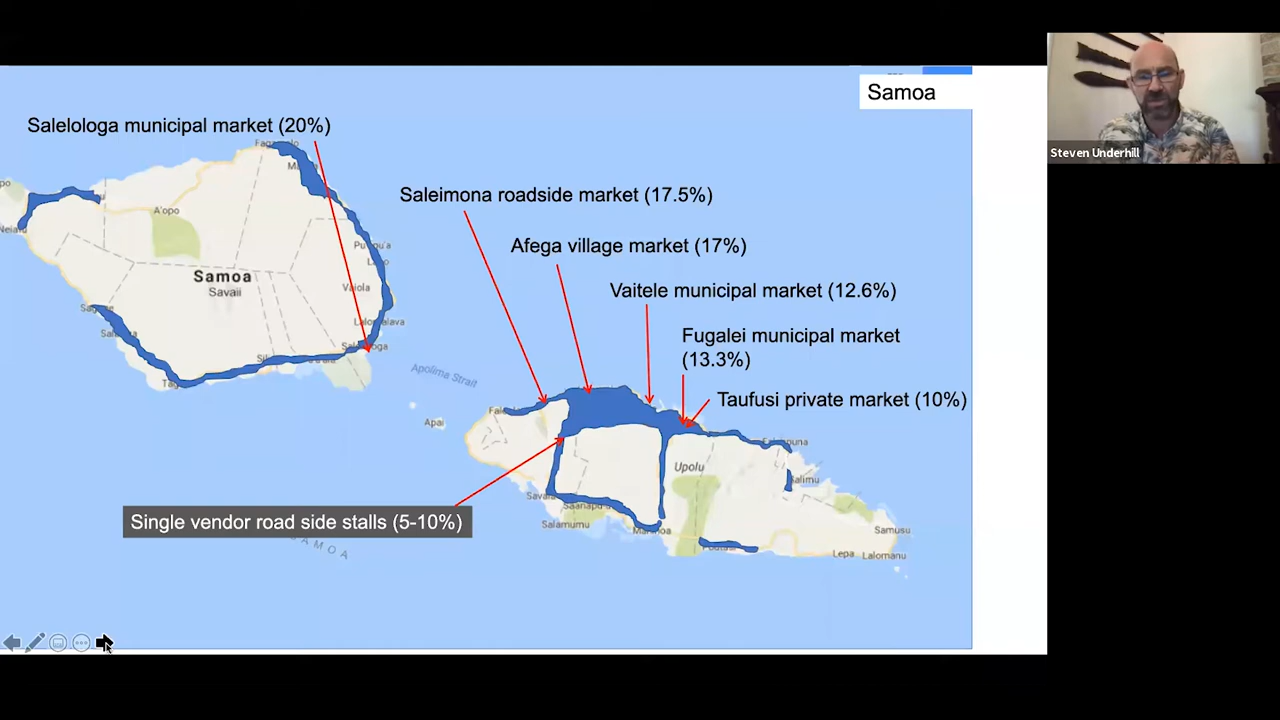 Samoa
Salelologa municipal market (20%)
Saleimona roadside market (17.5%)
Afega village market (17%)
Vaitele municipal market (12.6%)
Fugalei municipal market
(13.3%)
Taufusi private market (10%)
Single vendor road side stalls (5-10%)
Steven Underhill
A'opo
Samoa
Savaii
Vaiola
Apolima Strait
Apai
Upolu
Salamumu
Samusu
Lepa
Lalomanu